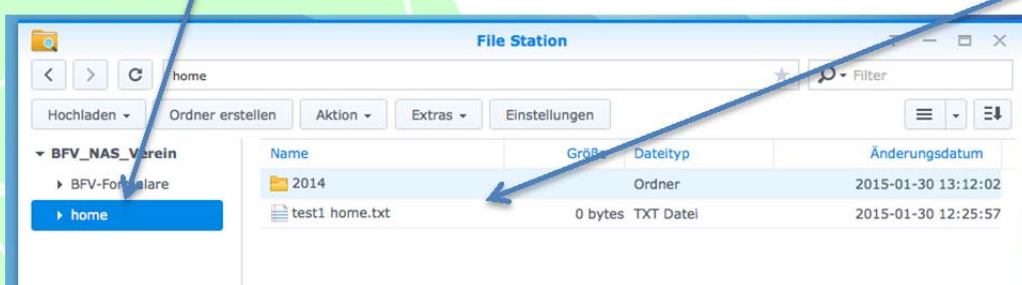 File Station
home
Filter
Hochladen Ordner erstellen Aktion Extras Einstellungen
BFV_NAS_Verein
BFV-Formulare
home
Name Größe Dateityp Änderungsdatum
2014 Ordner 2015-01-30 13:12:02
test1 home.txt 0 bytes TXT Datei 2015-01-30 12:25:57